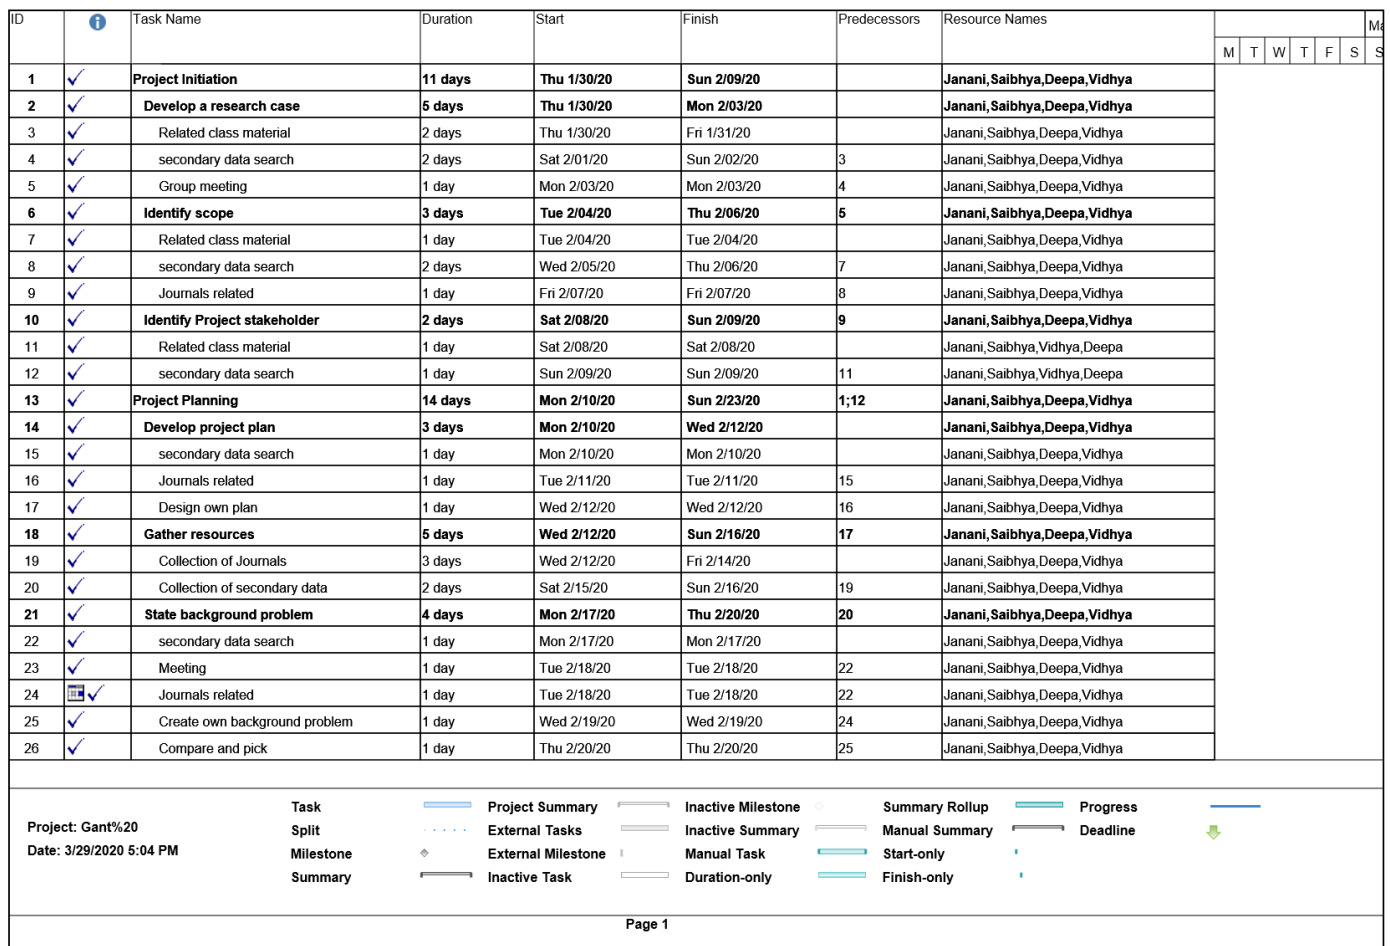 ID Task Name Duration Start Finish Predecessors Resource Names
M T W T F S S
1 Project Initiation 11 days Thu 1/30/20 Sun 2/09/20 Janani,Saibhya,Deepa,Vidhya
2 Develop a research case 5 days Thu 1/30/20 Mon 2/03/20 Janani,Saibhya,Deepa,Vidhya
3 Related class material 2 days Thu 1/30/20 Fri 1/31/20 Janani,Saibhya,Deepa,Vidhya
4 secondary data search 2 days Sat 2/01/20 Sun 2/02/20 3 Janani,Saibhya,Deepa,Vidhya
5 Group meeting 1 day Mon 2/03/20 Mon 2/03/20 4 Janani,Saibhya,Deepa,Vidhya
6 Identify scope 3 days Tue 2/04/20 Thu 2/06/20 5 Janani,Saibhya,Deepa,Vidhya
7 Related class material 1 day Tue 2/04/20 Tue 2/04/20 Janani,Saibhya,Deepa,Vidhya
8 secondary data search 2 days Wed 2/05/20 Thu 2/06/20 7 Janani,Saibhya,Deepa,Vidhya
9 Journals related 1 day Fri 2/07/20 Fri 2/07/20 8 Janani,Saibhya,Deepa,Vidhya
10 Identify Project stakeholder 2 days Sat 2/08/20 Sun 2/09/20 9 Janani,Saibhya,Deepa,Vidhya
11 Related class material 1 day Sat 2/08/20 Sat 2/08/20 Janani,Saibhya,Vidhya,Deepa
12 secondary data search 1 day Sun 2/09/20 Sun 2/09/20 11 Janani,Saibhya,Vidhya,Deepa
13 Project Planning 14 days Mon 2/10/20 Sun 2/23/20 1;12 Janani,Saibhya,Deepa,Vidhya
14 Develop project plan 3 days Mon 2/10/20 Wed 2/12/20 Janani,Saibhya,Deepa,Vidhya
15 secondary data search 1 day Mon 2/10/20 Mon 2/10/20 Janani,Saibhya,Deepa,Vidhya
16 Journals related 1 day Tue 2/11/20 Tue 2/11/20 15 Janani,Saibhya,Deepa,Vidhya
17 Design own plan 1 day Wed 2/12/20 Wed 2/12/20 16 Janani,Saibhya,Deepa,Vidhya
18 Gather resources 5 days Wed 2/12/20 Sun 2/16/20 17 Janani,Saibhya,Deepa,Vidhya
19 Collection of Journals 3 days Wed 2/12/20 Fri 2/14/20 Janani,Saibhya,Deepa,Vidhya
20 Collection of secondary data 2 days Sat 2/15/20 Sun 2/16/20 19 Janani,Saibhya,Deepa,Vidhya
21 State background problem 4 days Mon 2/17/20 Thu 2/20/20 20 Janani,Saibhya,Deepa,Vidhya
22 secondary data search 1 day Mon 2/17/20 Mon 2/17/20 Janani,Saibhya,Deepa,Vidhya
23 Meeting 1 day Tue 2/18/20 Tue 2/18/20 22 Janani,Saibhya,Deepa,Vidhya
24 Journals related 1 day Tue 2/18/20 Tue 2/18/20 22 Janani,Saibhya,Deepa,Vidhya
25 Create own background problem 1 day Wed 2/19/20 Wed 2/19/20 24 Janani,Saibhya,Deepa,Vidhya
26 Compare and pick 1 day Thu 2/20/20 Thu 2/20/20 25 Janani,Saibhya,Deepa,Vidhya
Project: Gant%20
Date: 3/29/2020 5:04 PM
Task Project Summary Inactive Milestone Summary Rollup Progress
Split External Tasks Inactive Summary Manual Summary Deadline
Milestone External Milestone Manual Task Start-only
Summary Inactive Task Duration-only Finish-only
Page 1